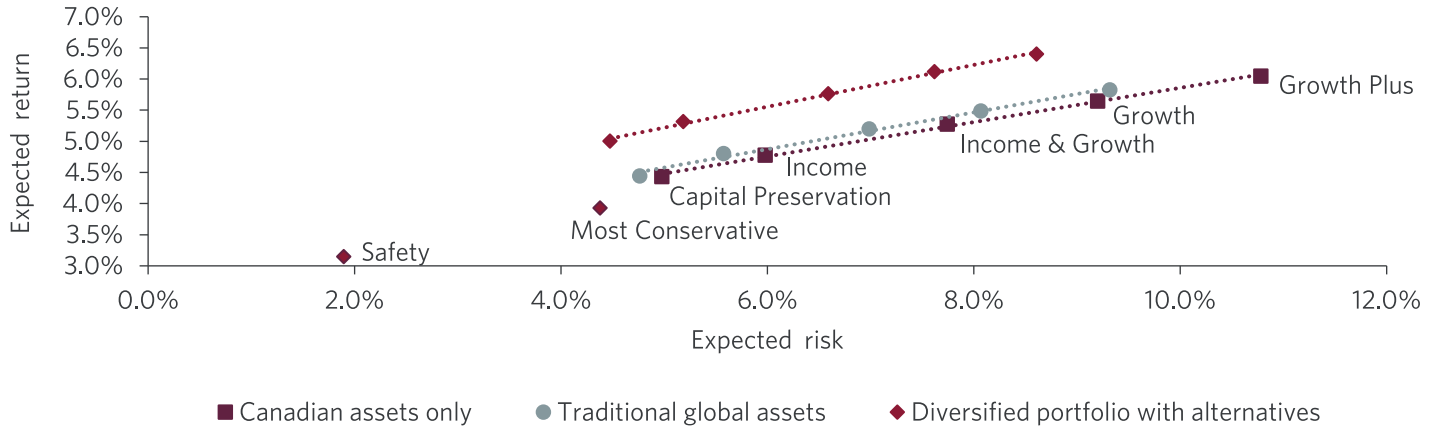 Expected return
7.0%
6.5%
6.0%
5.5%
5.0%
4.5%
4.0%
3.5%
3.0%
Growth Plus
Growth
Income & Growth
Income
Capital Preservation
Most Conservative
Safety
0.0%
2.0%
4.0%
6.0%
8.0%
10.0%
12.0%
Expected risk
Canadian assets only
Traditional global assets
Diversified portfolio with alternatives